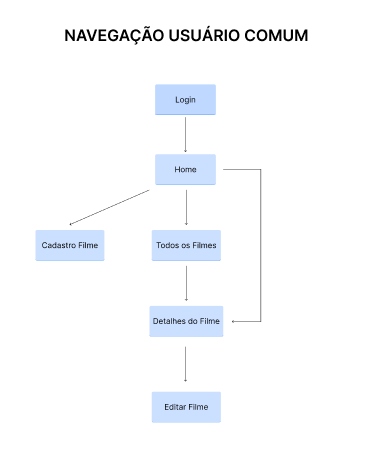 NAVEGAÇÃO USUÁRIO COMUM
Login
Home
Cadastro Filme
Todos os Filmes
Detalhes do Filme
Editar Filme